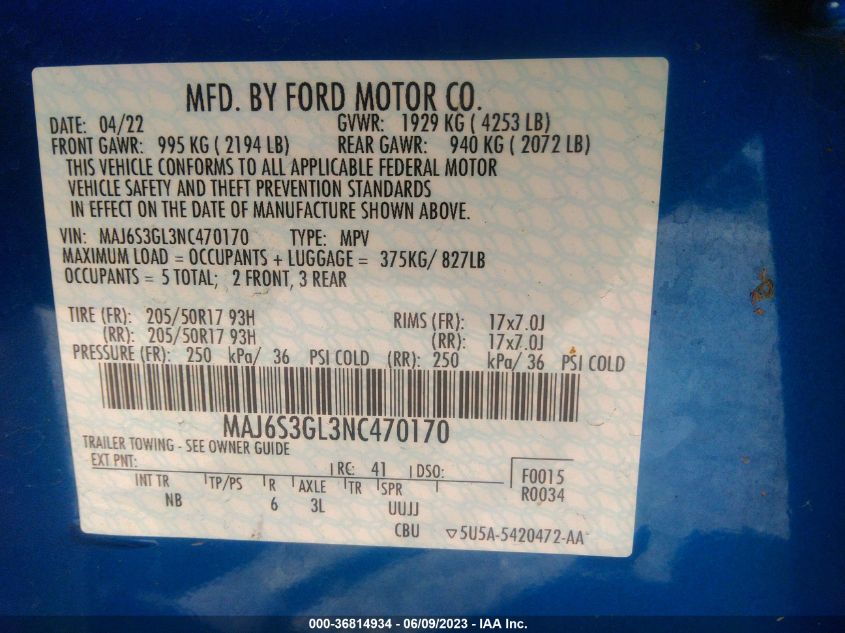 MFD. BY FORD MOTOR CO.
DATE: 04/22 GVWR: 1929 KG ( 4253 LB)
FRONT GAWR: 995 KG ( 2194 LB) REAR GAWR: 940 KG ( 2072 LB)
THIS VEHICLE CONFORMS TO ALL APPLICABLE FEDERAL MOTOR
VEHICLE SAFETY AND THEFT PREVENTION STANDARDS
IN EFFECT ON THE DATE OF MANUFACTURE SHOWN ABOVE.
VIN: MAJ6S3GL3NC470170 TYPE: MPV
MAXIMUM LOAD = OCCUPANTS + LUGGAGE = 375KG/ 827LB
OCCUPANTS = 5 TOTAL; 2 FRONT, 3 REAR
TIRE (FR): 205/50R17 93H RIMS (FR): 17x7.0J
(RR): 205/50R17 93H (RR): 17x7.0J
PRESSURE (FR): 250 kPa/ 36 PSI COLD (RR): 250 kPa/ 36 PSI COLD
MAJ6S3GL3NC470170
TRAILER TOWING - SEE OWNER GUIDE
EXT PNT: RC: 41 DSO: F0015
INT TR TP/PS R AXLE TR SPR R0034
NB 6 3L UUJJ
CBU ▽5U5A-5420472-AA
000-36814934 - 06/09/2023 - IAA Inc.